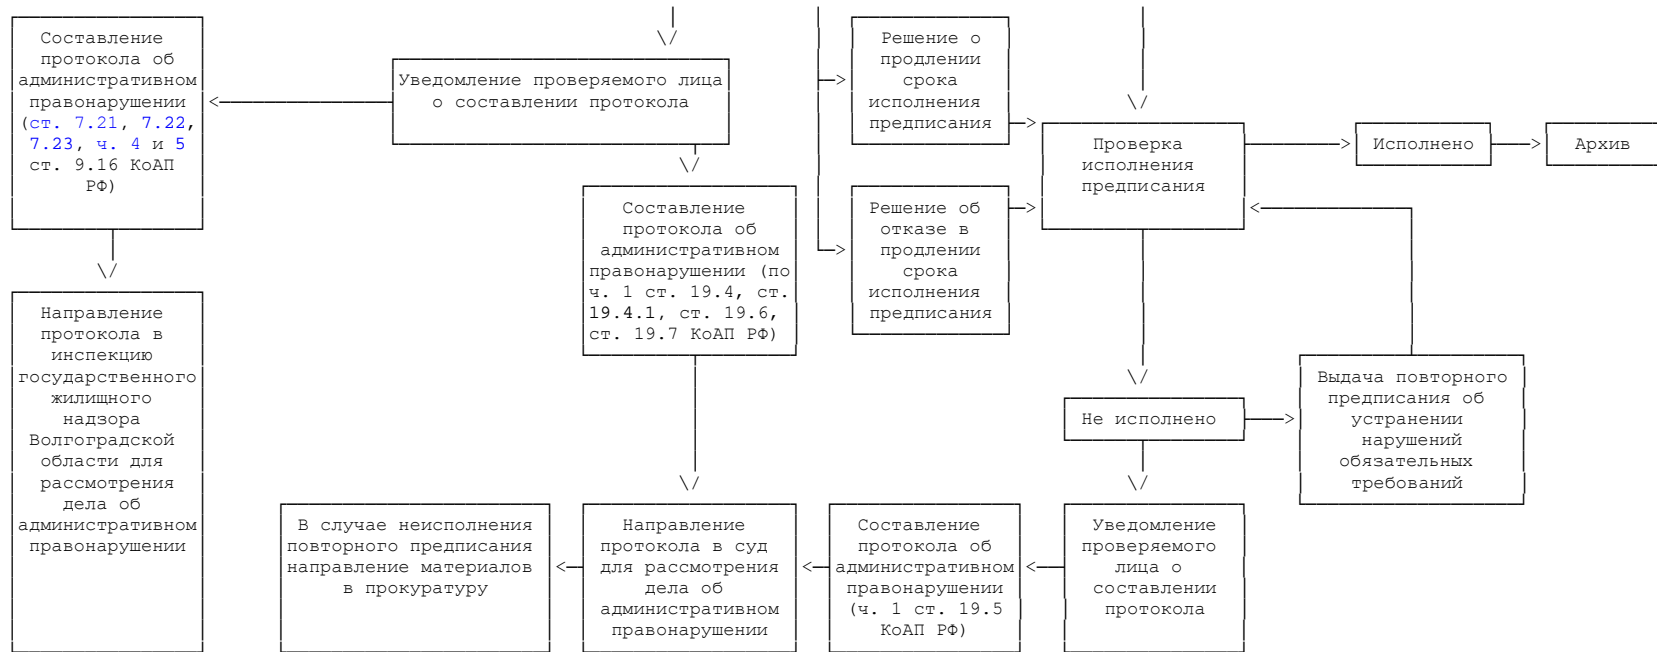 Составление
протокола об
административном
правонарушении
(ст. 7.21, 7.22,
7.23, ч. 4 и 5
ст. 9.16 КоАП
РФ)
Уведомление проверяемого лица
о составлении протокола
Решение о
продлении
срока
исполнения
предписания
Проверка
исполнения
предписания
Исполнено
Архив
Составление
протокола об
административном
правонарушении (по
ч. 1 ст. 19.4, ст.
19.4.1, ст. 19.6,
ст. 19.7 КоАП РФ)
Решение об
отказе в
продлении
срока
исполнения
предписания
Направление
протокола в
инспекцию
государственного
жилищного
надзора
Волгоградской
области для
рассмотрения
дела об
административном
правонарушении
Не исполнено
Выдача повторного
предписания об
устранении
нарушений
обязательных
требований
В случае неисполнения
повторного предписания
направление материалов
в прокуратуру
Направление
протокола в суд
для рассмотрения
дела об
административном
правонарушении
Составление
протокола об
административном
правонарушении
(ч. 1 ст. 19.5
КоАП РФ)
Уведомление
проверяемого
лица о
составлении
протокола